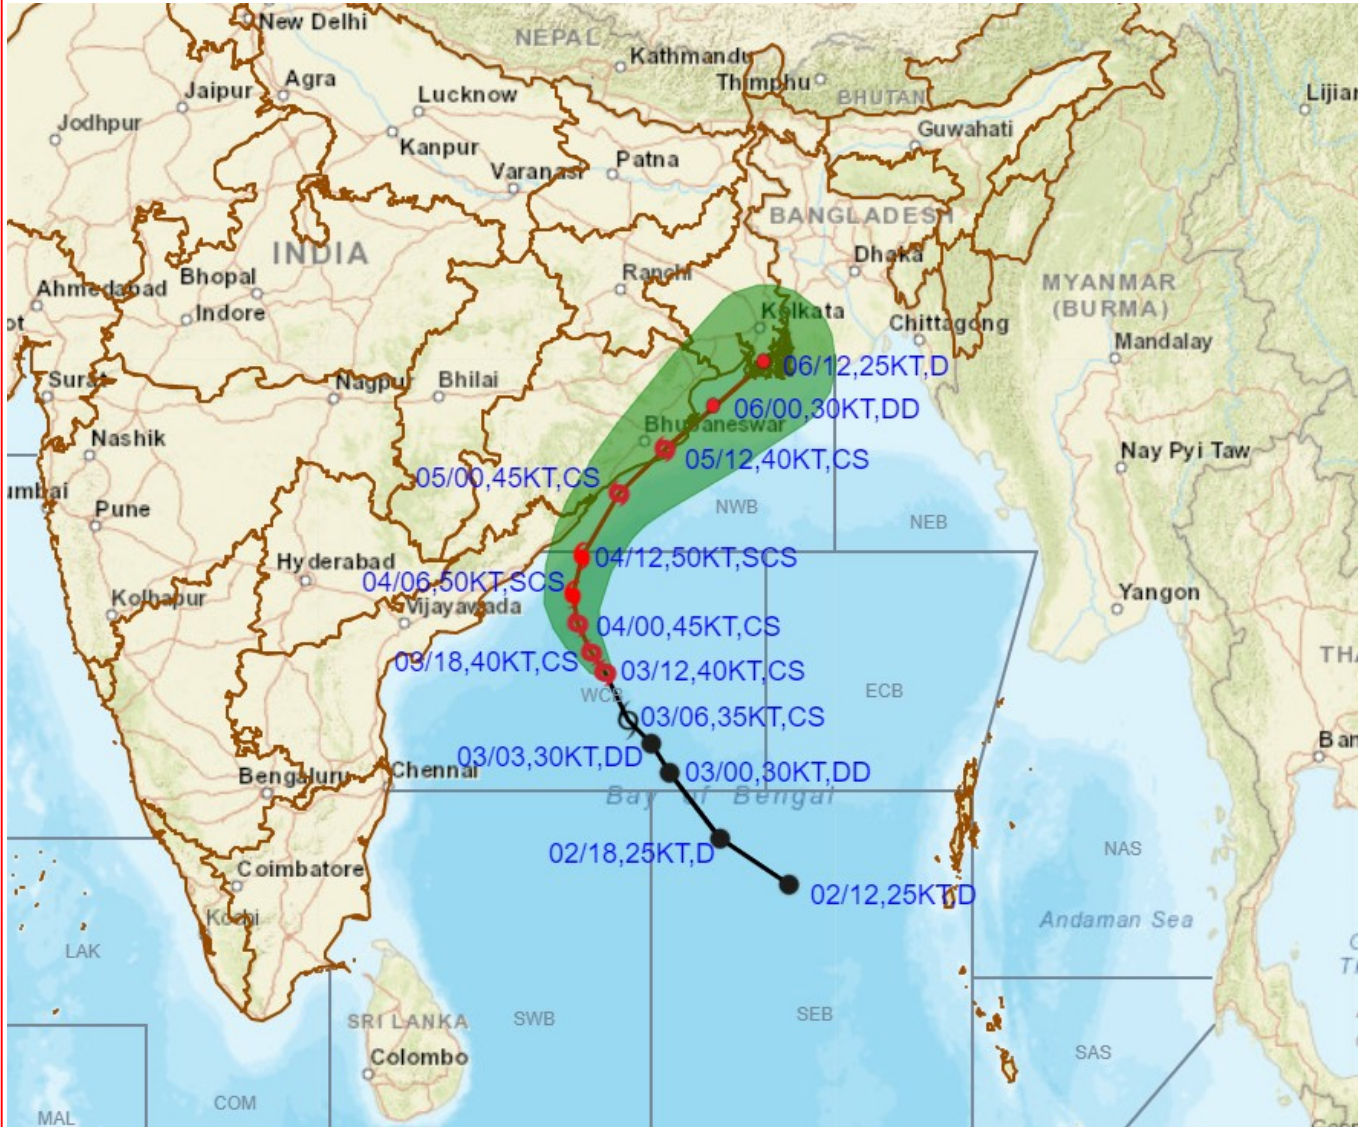 New Delhi
NEPAL
Kathmandu
Agra
Thimphu
Jaipur
Lucknow
BHUTAN
Lijiar
Jodhpur
Guwahati
Kanpur
Patna
Varanasi
BANGLADESH
INDIA
Dhaka
Bhopal
Ranchi
MYANMAR
(BURMA)
Ahmedabad
Indore
Kolkata
ot
Chittagong
Mandalay
06/12,25KT,D
Surat
Nagpur
Bhilai
06/00,30KT,DD
Bhubaneswar
Nashik
Nay Pyi Taw
05/12,40KT,CS
05/00,45KT,CS
umbai
Pune
NWB
NEB
04/12,50KT,SCS
Hyderabad
04/06,50KT,SCS
Yangon
Kolhapur
Vijayawada
04/00,45KT,CS
THA
03/18,40KT,CS
03/12,40KT,CS
WCB
ECB
03/06,35KT,CS
Ban
03/03,30KT,DD
Bengaluru
Chennai
03/00,30KT,DD
Bay of Bengal
02/18,25KT,D
NAS
Coimbatore
02/12,25KT,D
Kochi
Andaman Sea
LAK
SRI LANKA
SWB
SEB
Colombo
SAS
COM
MAL